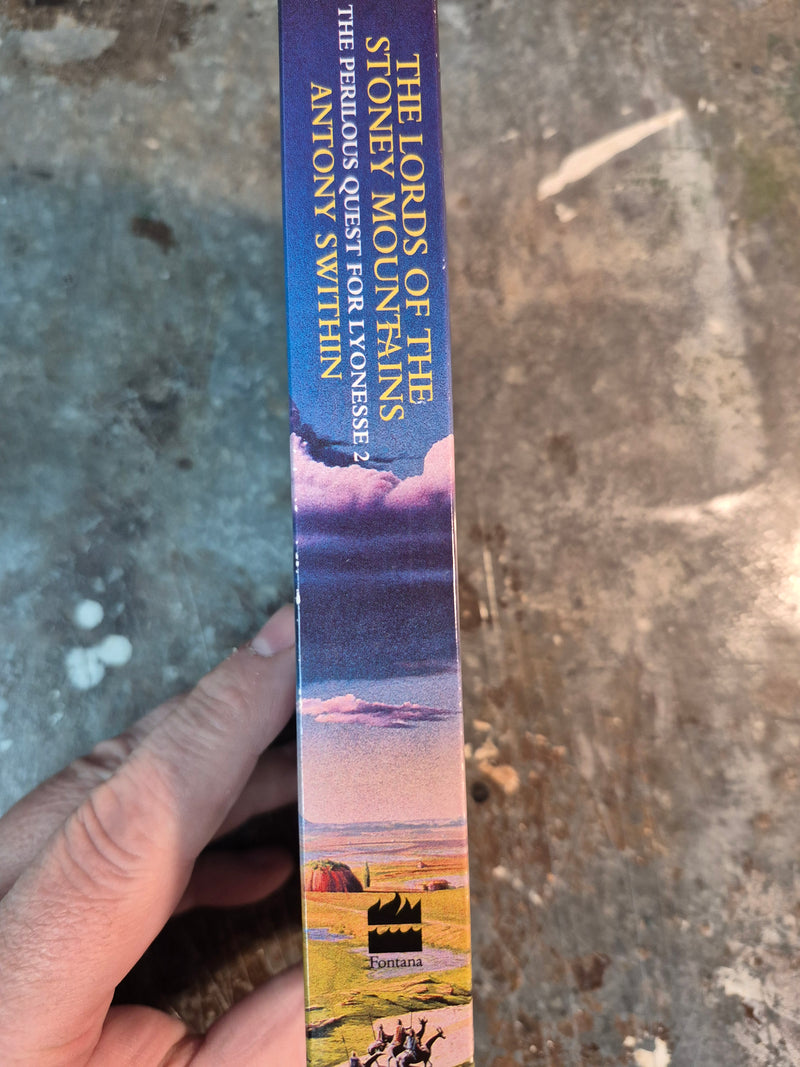 THE LORDS OF THE
STONEY MOUNTAINS
THE PERILOUS QUEST FOR LYONESSE 2
ANTONY SWITHIN
Fontana